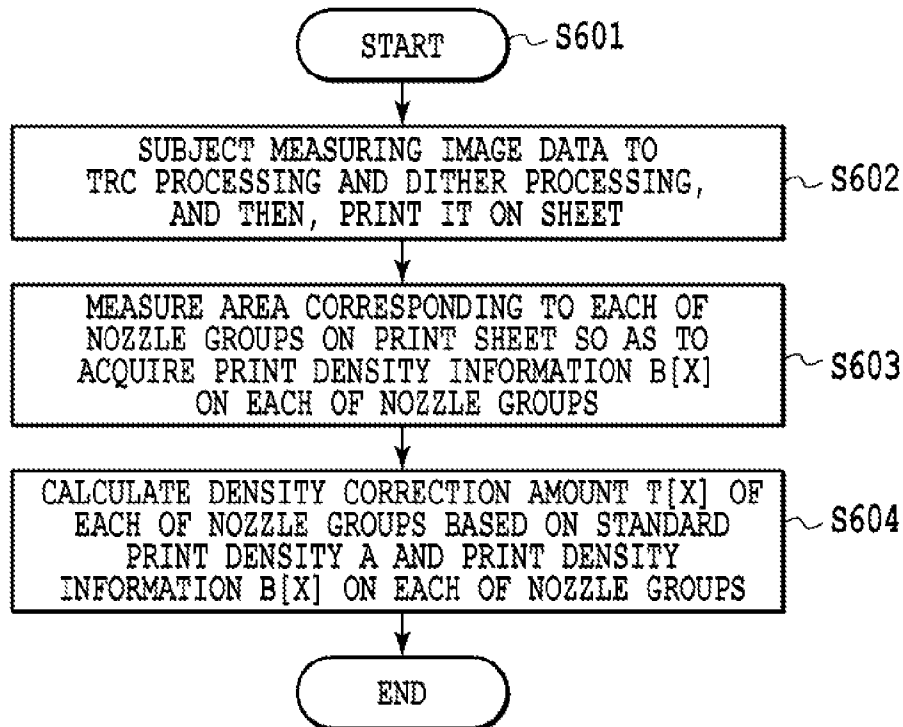 START
S601
SUBJECT MEASURING IMAGE DATA TO
TRC PROCESSING AND DITHER PROCESSING,
AND THEN, PRINT IT ON SHEET
S602
MEASURE AREA CORRESPONDING TO EACH OF
NOZZLE GROUPS ON PRINT SHEET SO AS TO
ACQUIRE PRINT DENSITY INFORMATION B[X]
ON EACH OF NOZZLE GROUPS
S603
CALCULATE DENSITY CORRECTION AMOUNT T[X] OF
EACH OF NOZZLE GROUPS BASED ON STANDARD
PRINT DENSITY A AND PRINT DENSITY
INFORMATION B[X] ON EACH OF NOZZLE GROUPS
S604
END